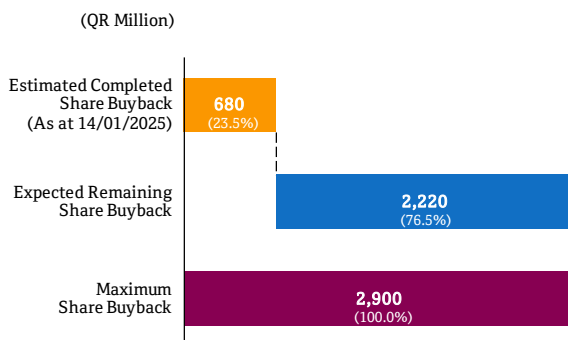 (QR Million)
Estimated Completed
Share Buyback
(As at 14/01/2025)
680
(23.5%)
Expected Remaining
Share Buyback
2,220
(76.5%)
Maximum
Share Buyback
2,900
(100.0%)